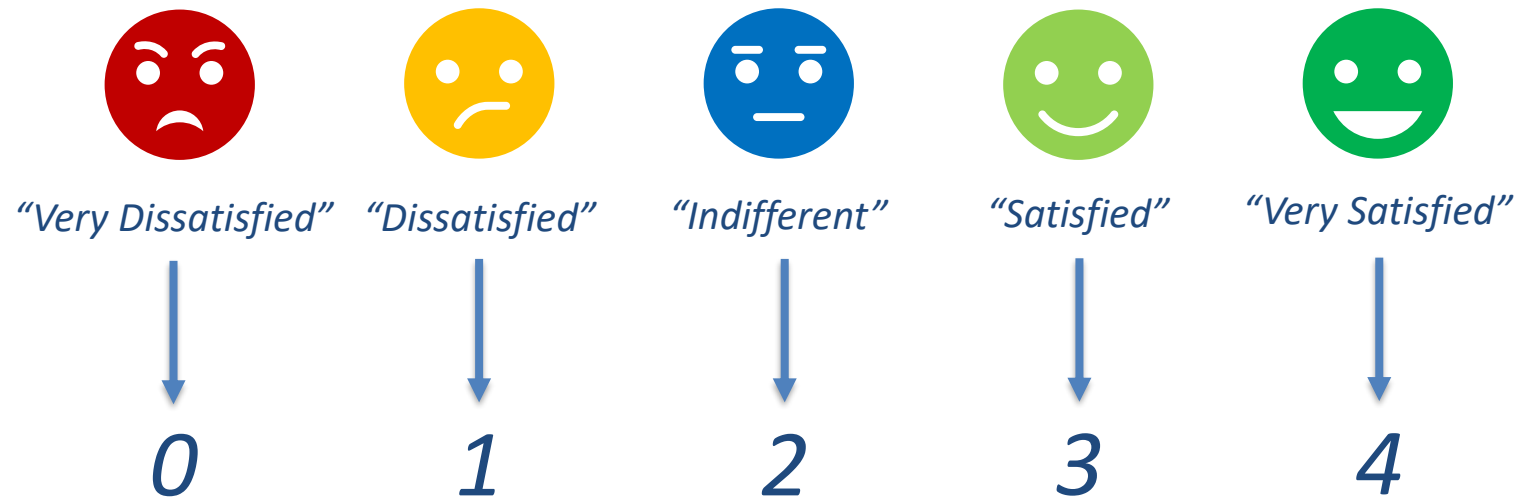 “Very Dissatisfied” “Dissatisfied” “Indifferent” “Satisfied” “Very Satisfied”
0 1 2 3 4